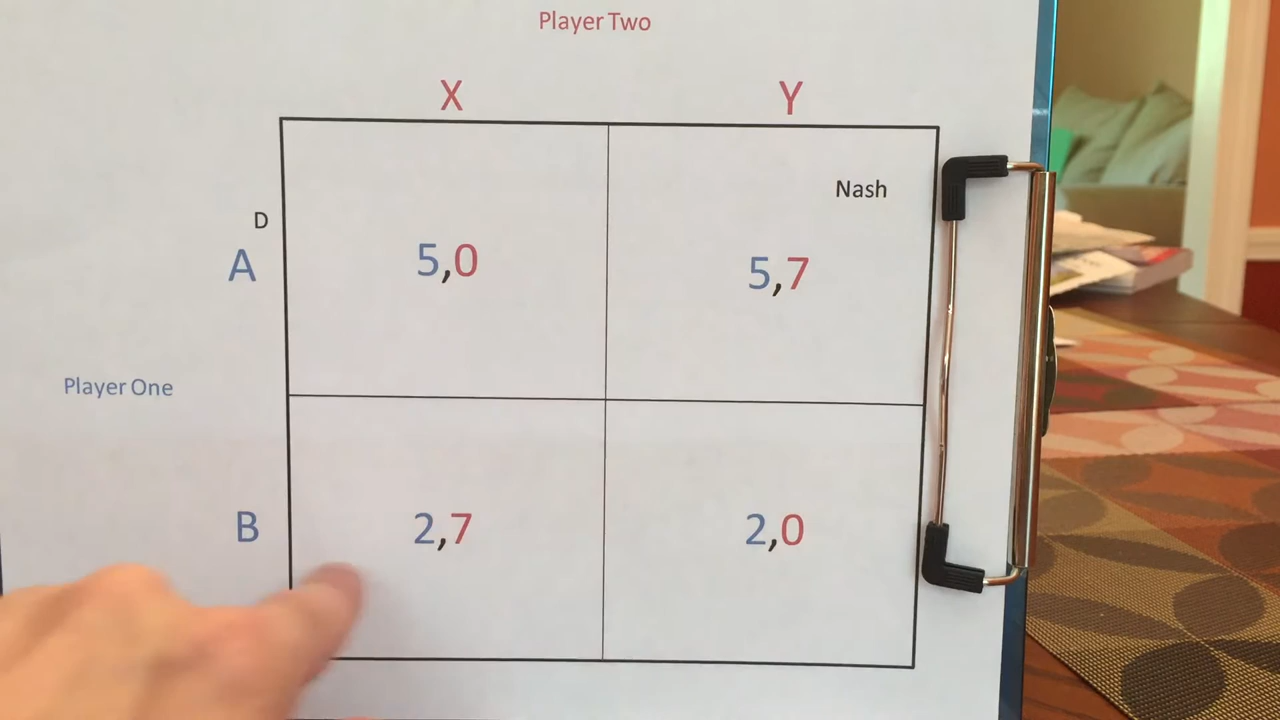 Player Two
X Y
Nash
D
A 5,0 5,7
Player One
B 2,7 2,0